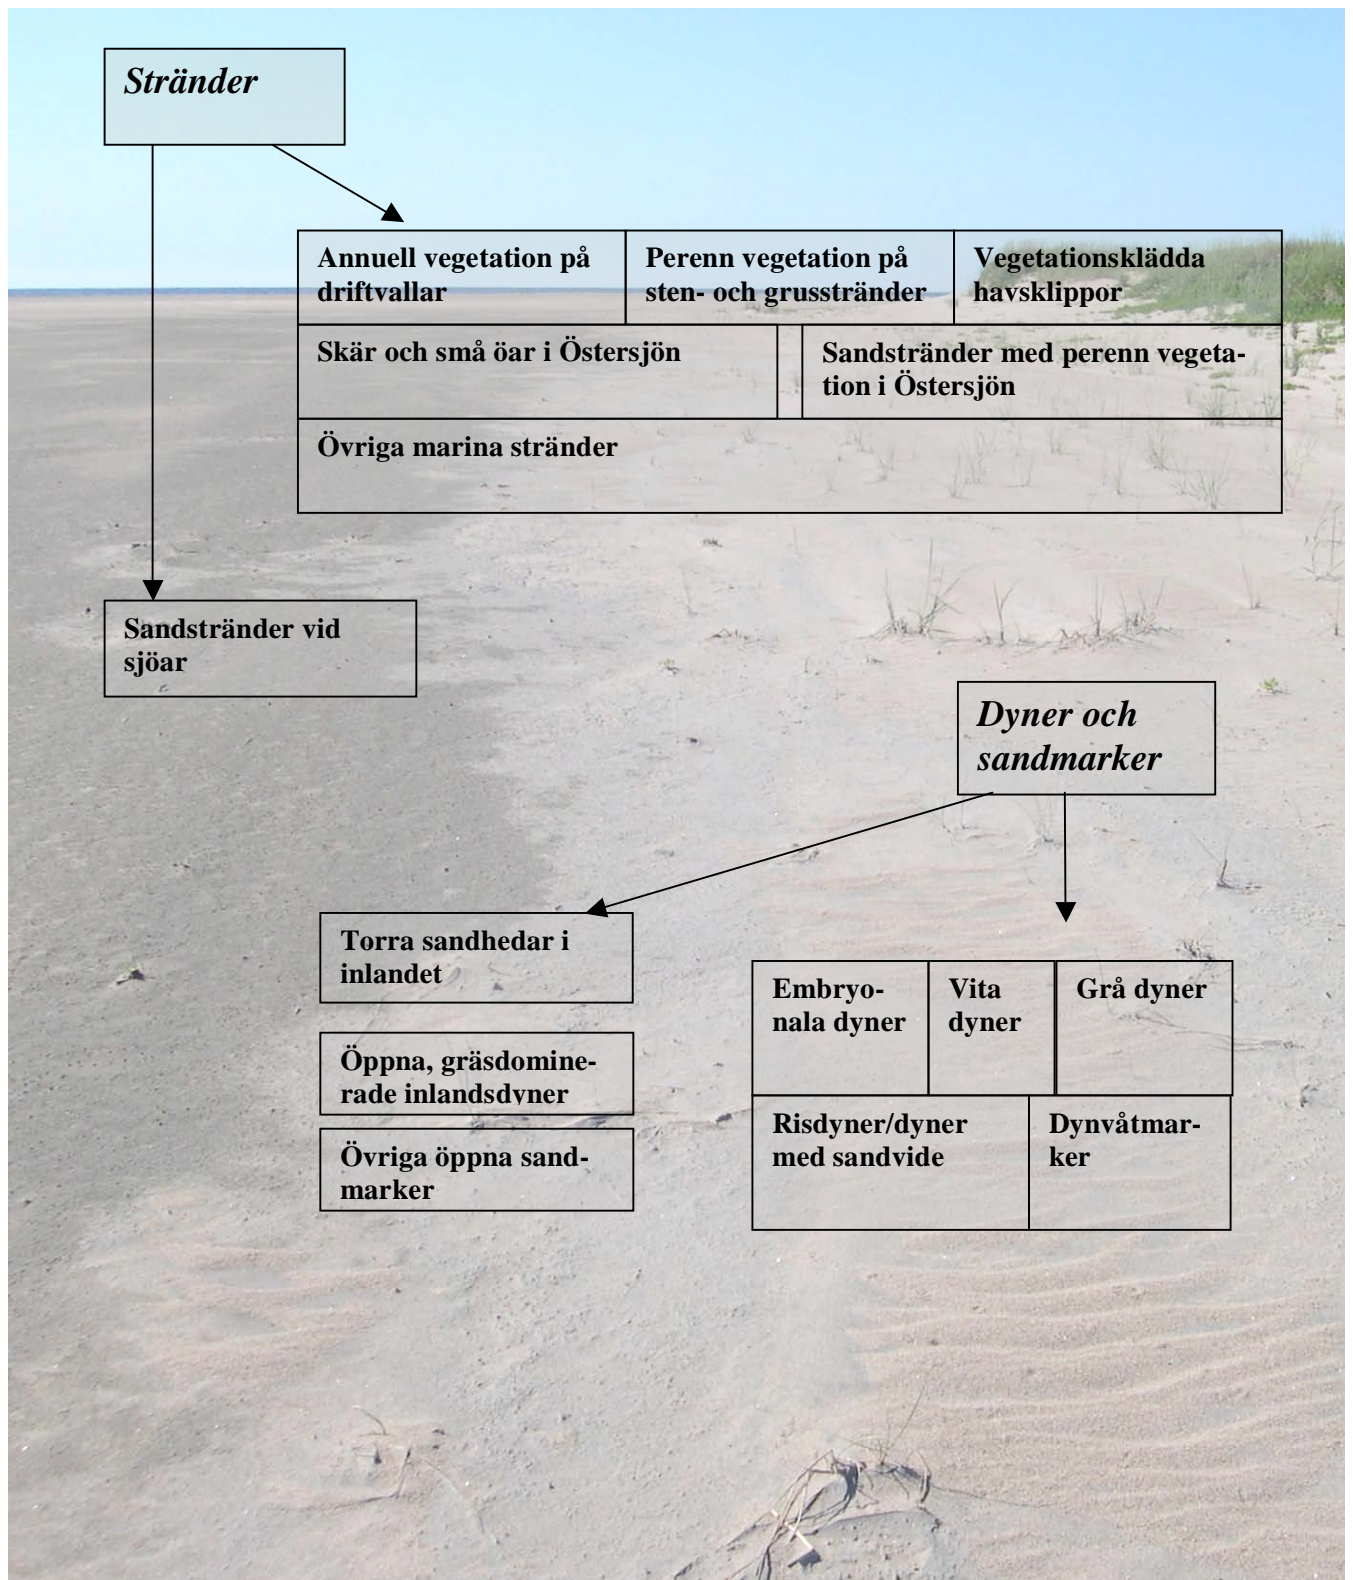 Stränder
Annuell vegetation på
driftvallar
Perenn vegetation på
sten- och grusstränder
Vegetationsklädda
havsklippor
Skär och små öar i Östersjön
Sandstränder med perenn vegeta-
tion i Östersjön
Övriga marina stränder
Sandstränder vid
sjöar
Dyner och
sandmarker
Torra sandhedar i
inlandet
Öppna, gräsdomine-
rade inlandsdyner
Övriga öppna sand-
marker
Embryo-
nala dyner
Vita
dyner
Grå dyner
Risdyner/dyner
med sandvide
Dynvåtmar-
ker